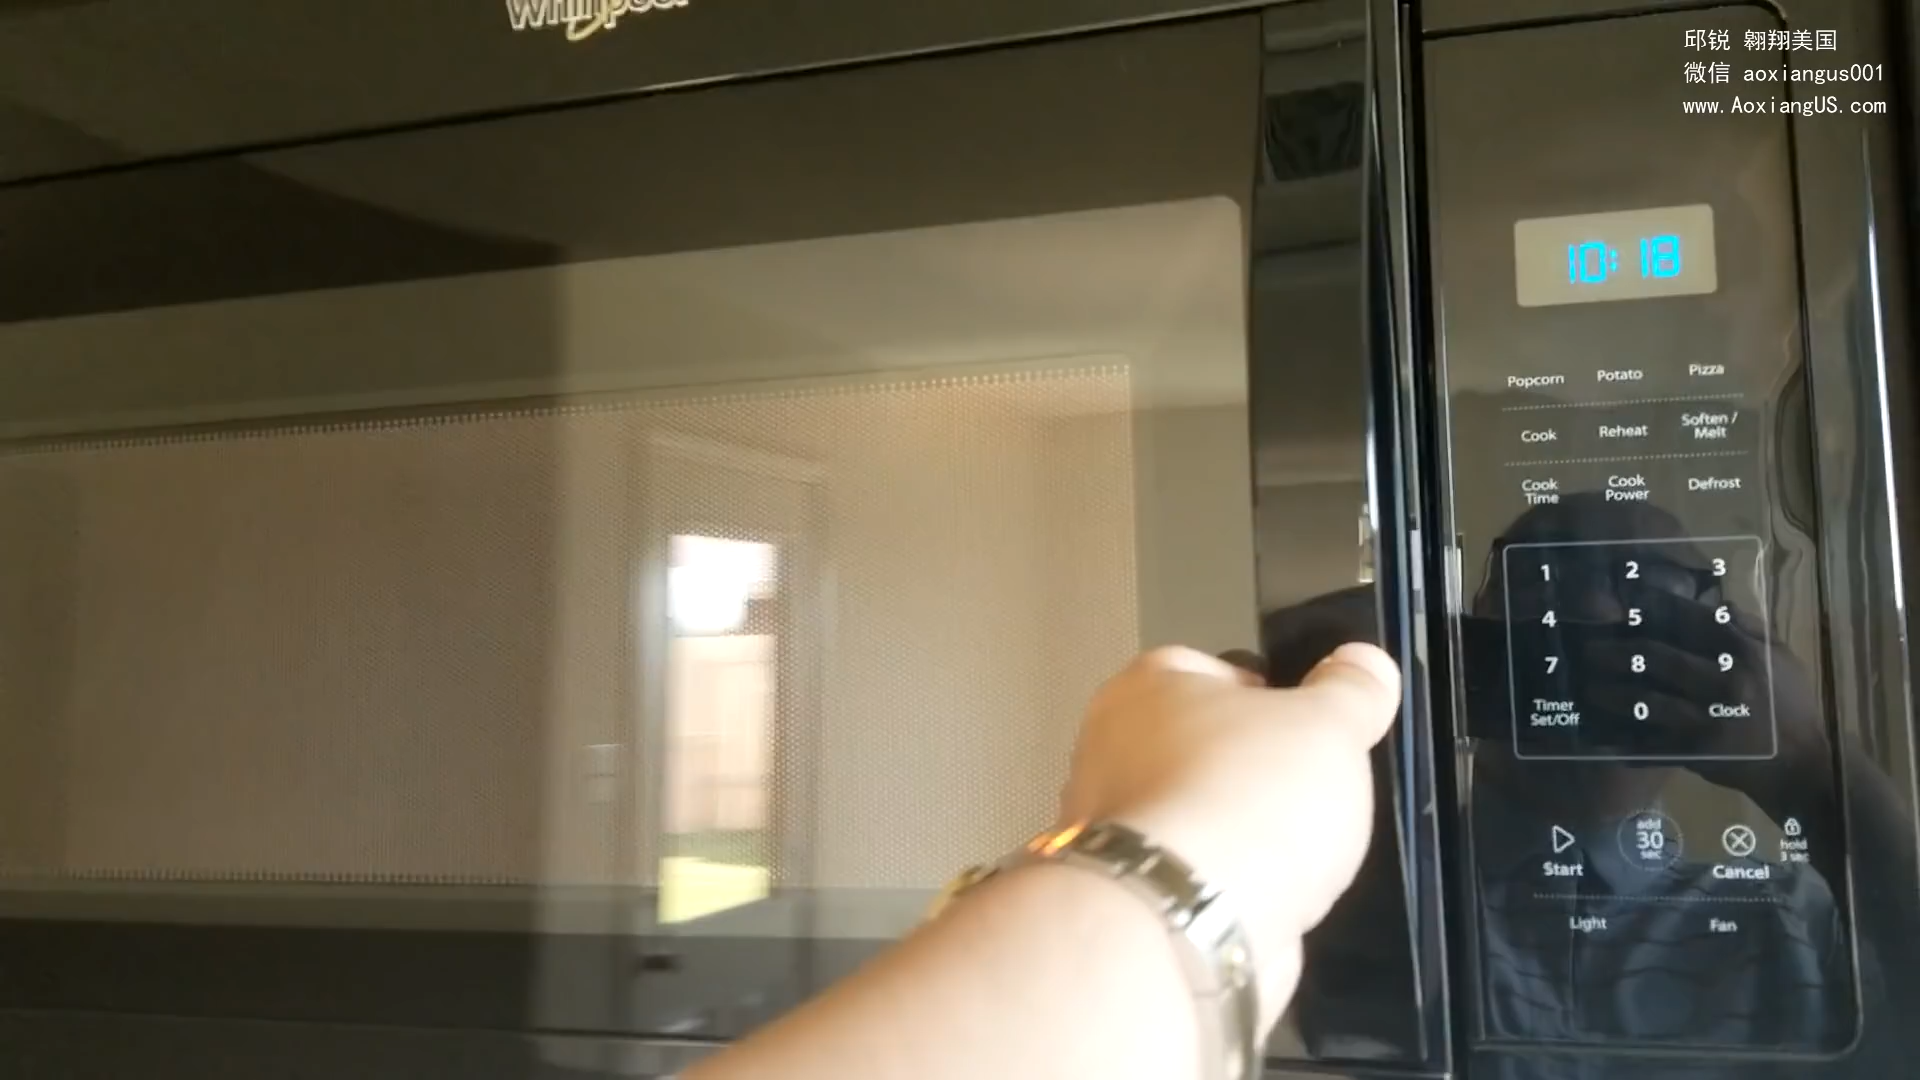 Whirlpool
邱锐 翱翔美国
微信 aoxiangus001
www.AoxiangUS.com
10:18
Popcorn Potato Pizza
Cook Reheat Soften / Melt
Cook Time Cook Power Defrost
1 2 3
4 5 6
7 8 9
Timer Set/Off 0 Clock
Start add 30 sec Cancel hold 3 sec
Light Fan